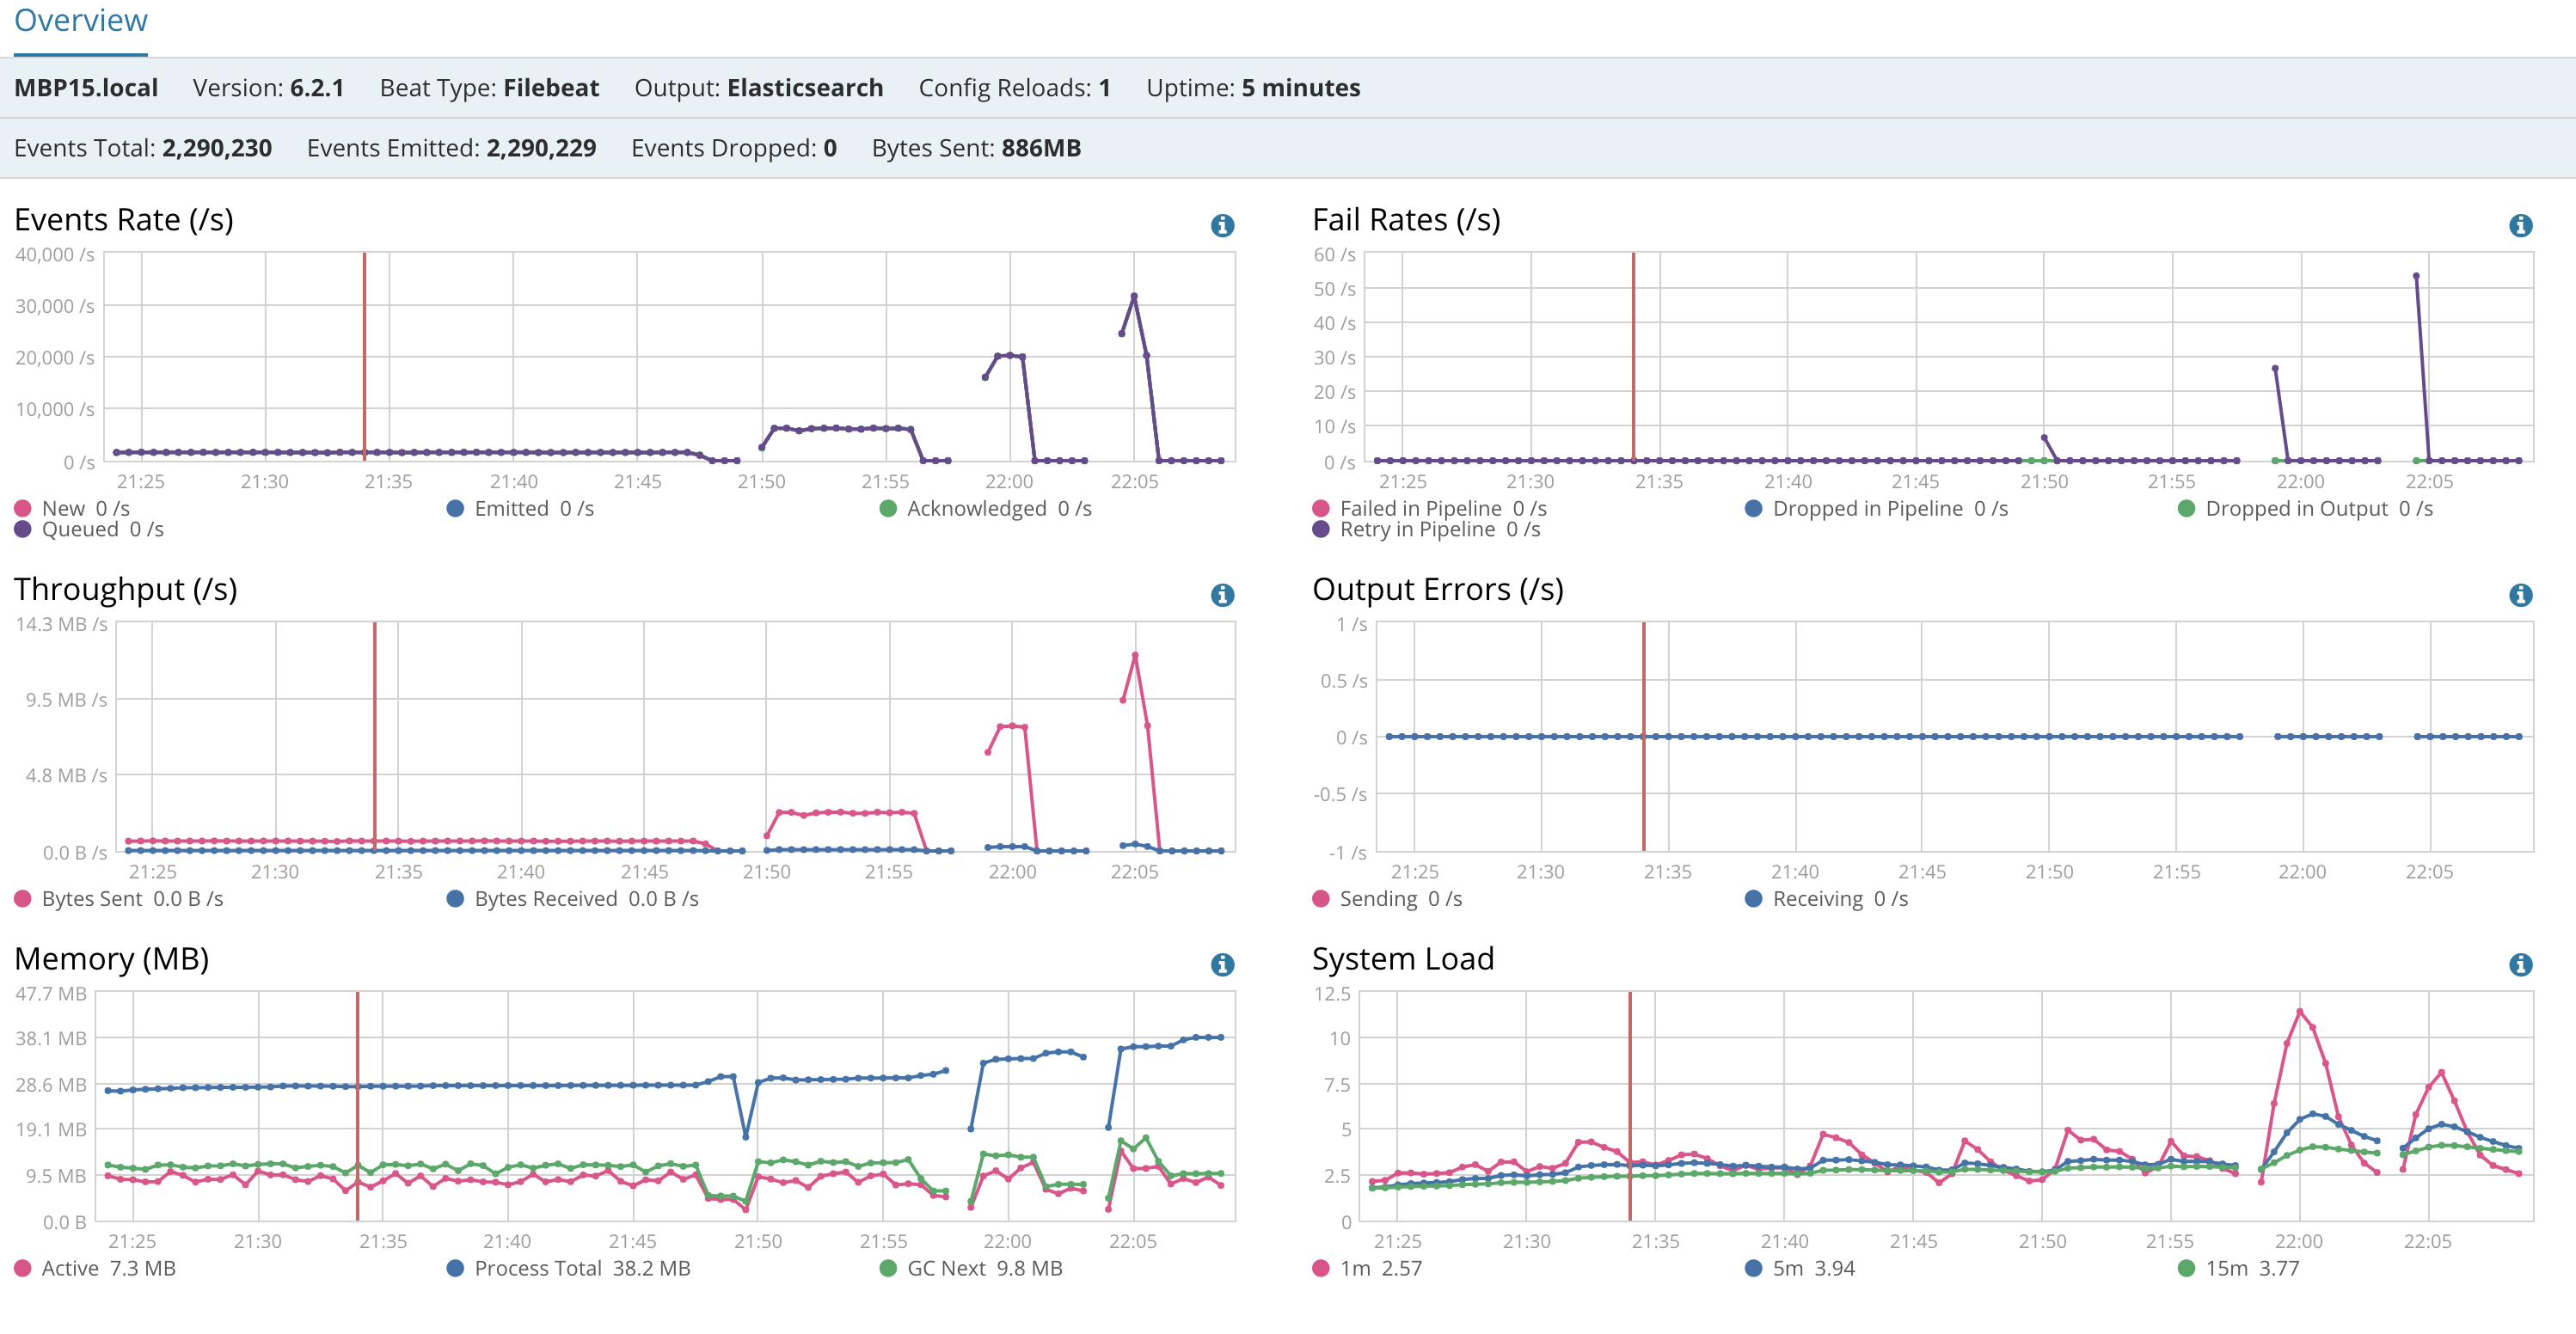 Overview
MBP15.local Version: 6.2.1 Beat Type: Filebeat Output: Elasticsearch Config Reloads: 1 Uptime: 5 minutes
Events Total: 2,290,230 Events Emitted: 2,290,229 Events Dropped: 0 Bytes Sent: 886MB
Events Rate (/s)
40,000 /s
30,000 /s
20,000 /s
10,000 /s
0 /s
21:25 21:30 21:35 21:40 21:45 21:50 21:55 22:00 22:05
New 0 /s Emitted 0 /s Acknowledged 0 /s
Queued 0 /s
Fail Rates (/s)
60 /s
50 /s
40 /s
30 /s
20 /s
10 /s
0 /s
21:25 21:30 21:35 21:40 21:45 21:50 21:55 22:00 22:05
Failed in Pipeline 0 /s Dropped in Pipeline 0 /s Dropped in Output 0 /s
Retry in Pipeline 0 /s
Throughput (/s)
14.3 MB /s
9.5 MB /s
4.8 MB /s
0.0 B /s
21:25 21:30 21:35 21:40 21:45 21:50 21:55 22:00 22:05
Bytes Sent 0.0 B /s Bytes Received 0.0 B /s
Output Errors (/s)
1 /s
0.5 /s
0 /s
-0.5 /s
-1 /s
21:25 21:30 21:35 21:40 21:45 21:50 21:55 22:00 22:05
Sending 0 /s Receiving 0 /s
Memory (MB)
47.7 MB
38.1 MB
28.6 MB
19.1 MB
9.5 MB
0.0 B
21:25 21:30 21:35 21:40 21:45 21:50 21:55 22:00 22:05
Active 7.3 MB Process Total 38.2 MB GC Next 9.8 MB
System Load
12.5
10
7.5
5
2.5
0
21:25 21:30 21:35 21:40 21:45 21:50 21:55 22:00 22:05
1m 2.57 5m 3.94 15m 3.77